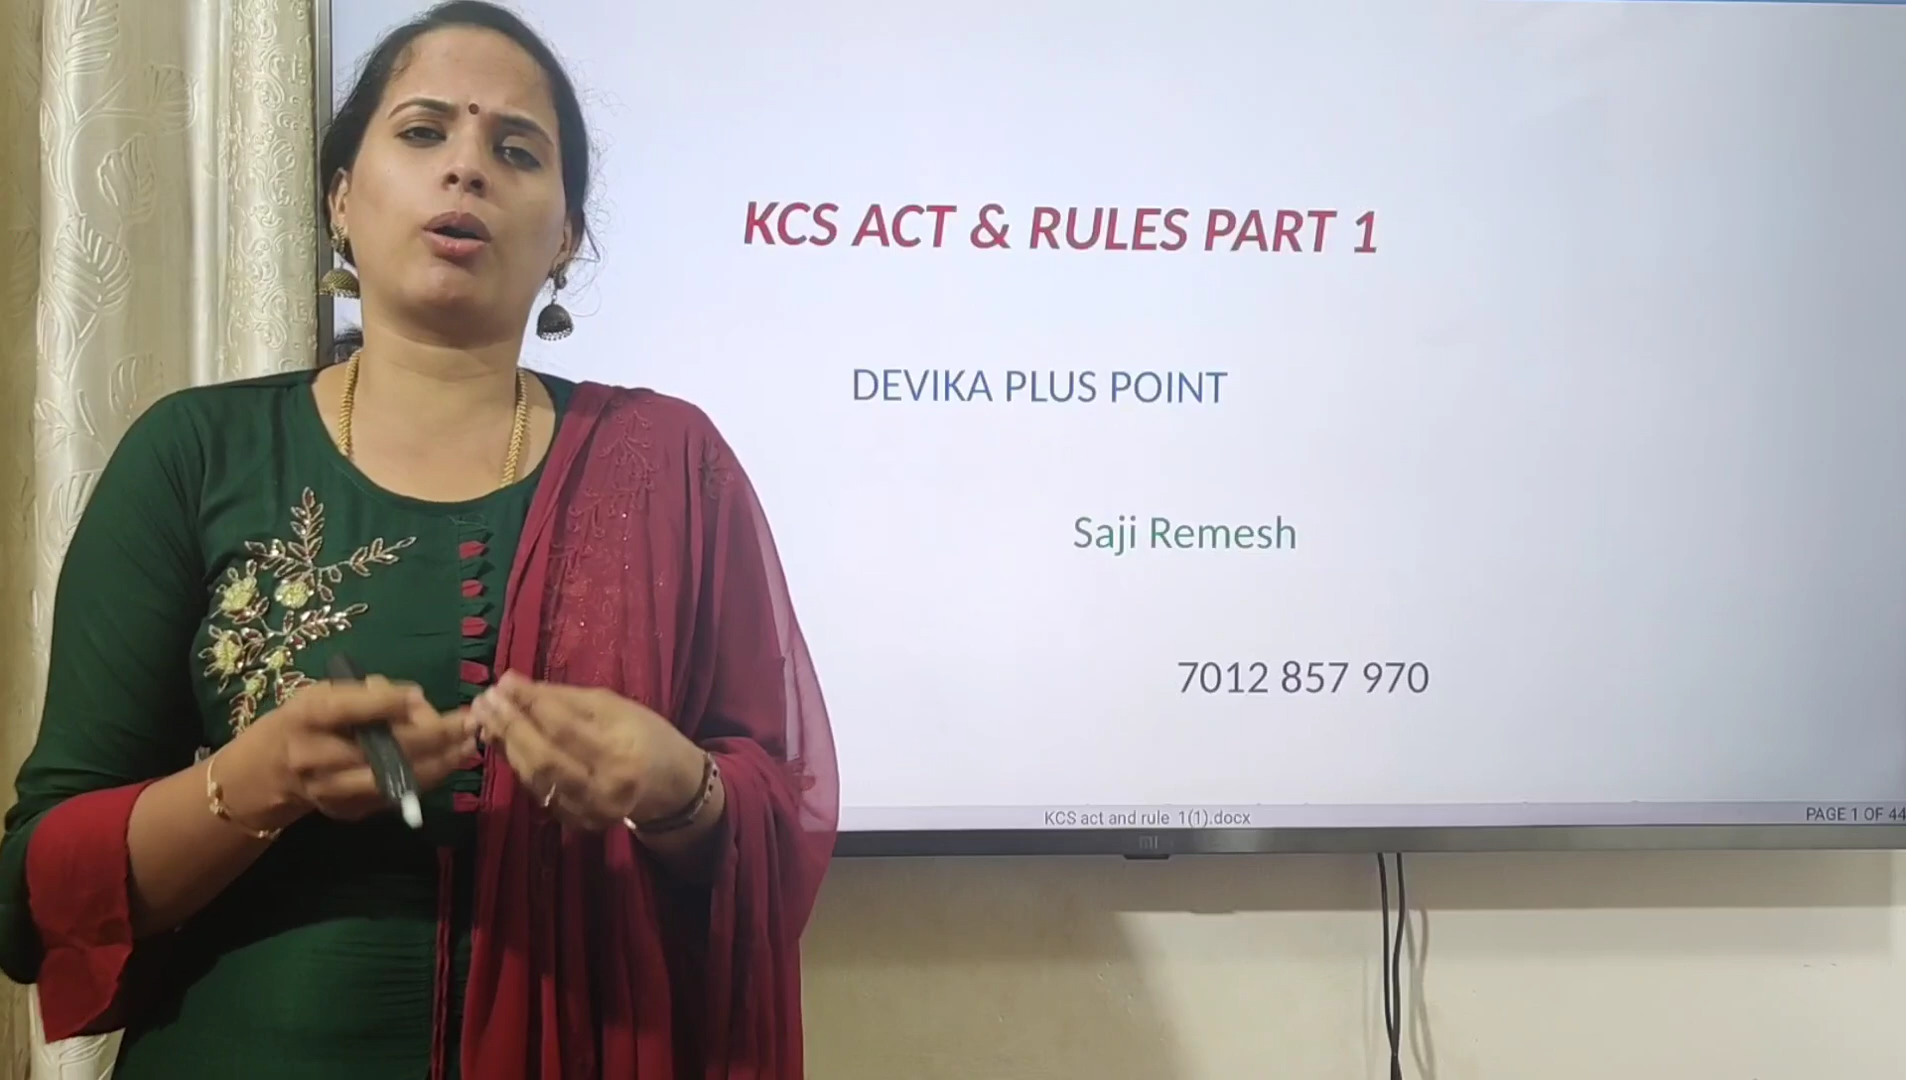 KCS ACT & RULES PART 1
DEVIKA PLUS POINT
Saji Remesh
7012 857 970
KCS act and rule 1(1).docx
PAGE 1 OF 44
mi